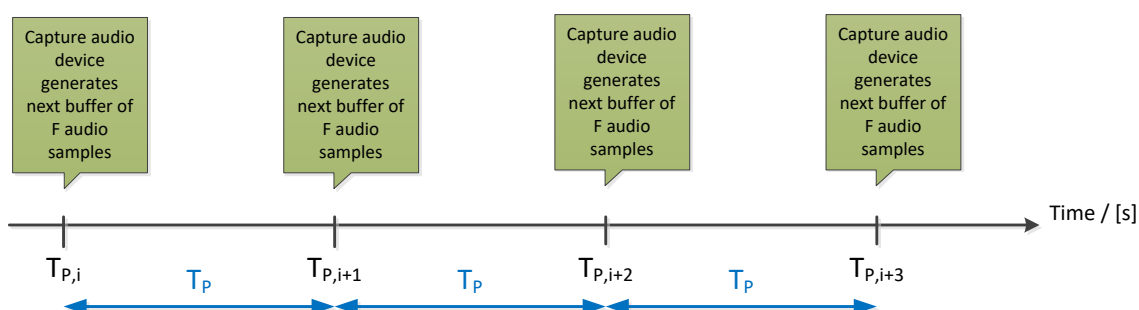 Capture audio
device
generates
next buffer of
F audio
samples
Capture audio
device
generates
next buffer of
F audio
samples
Capture audio
device
generates
next buffer of
F audio
samples
Capture audio
device
generates
next buffer of
F audio
samples
Time / [s]
TP,i
TP,i+1
TP,i+2
TP,i+3
TP
TP
TP